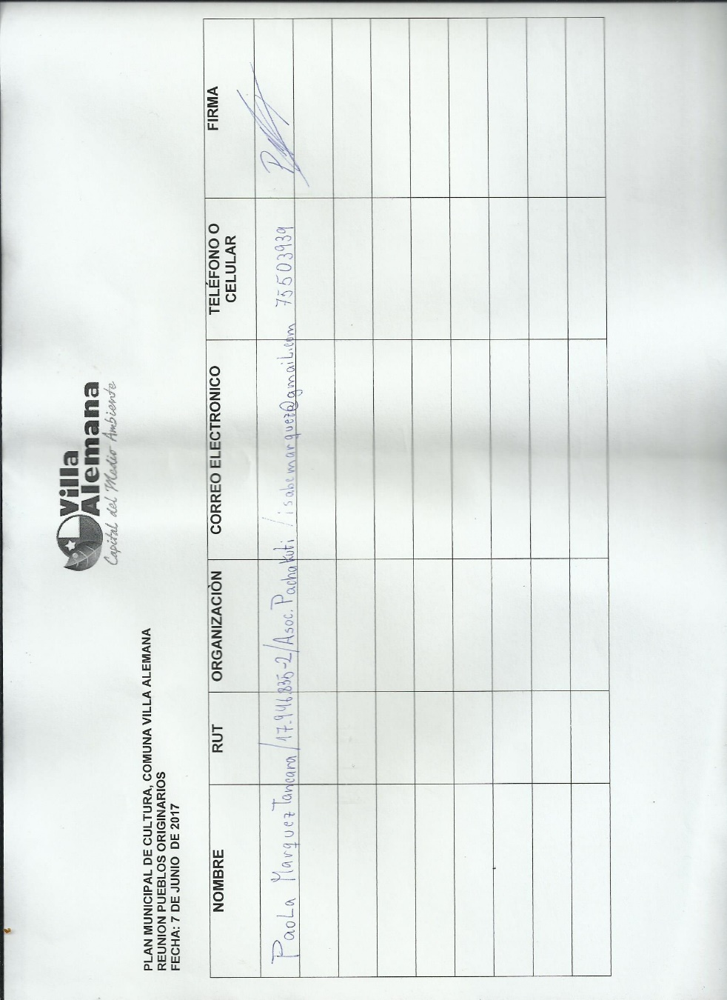 Villa
Alemana
Capital del Medio Ambiente
PLAN MUNICIPAL DE CULTURA, COMUNA VILLA ALEMANA
REUNION PUEBLOS ORIGINARIOS
FECHA: 7 DE JUNIO DE 2017
NOMBRE RUT ORGANIZACIÒN CORREO ELECTRONICO TELÉFONO O CELULAR FIRMA
PaoLa Marquez Tancara / 17.946.835-2 / Asoc. Pachakuti / isabemarquez@gmail.com 75503939